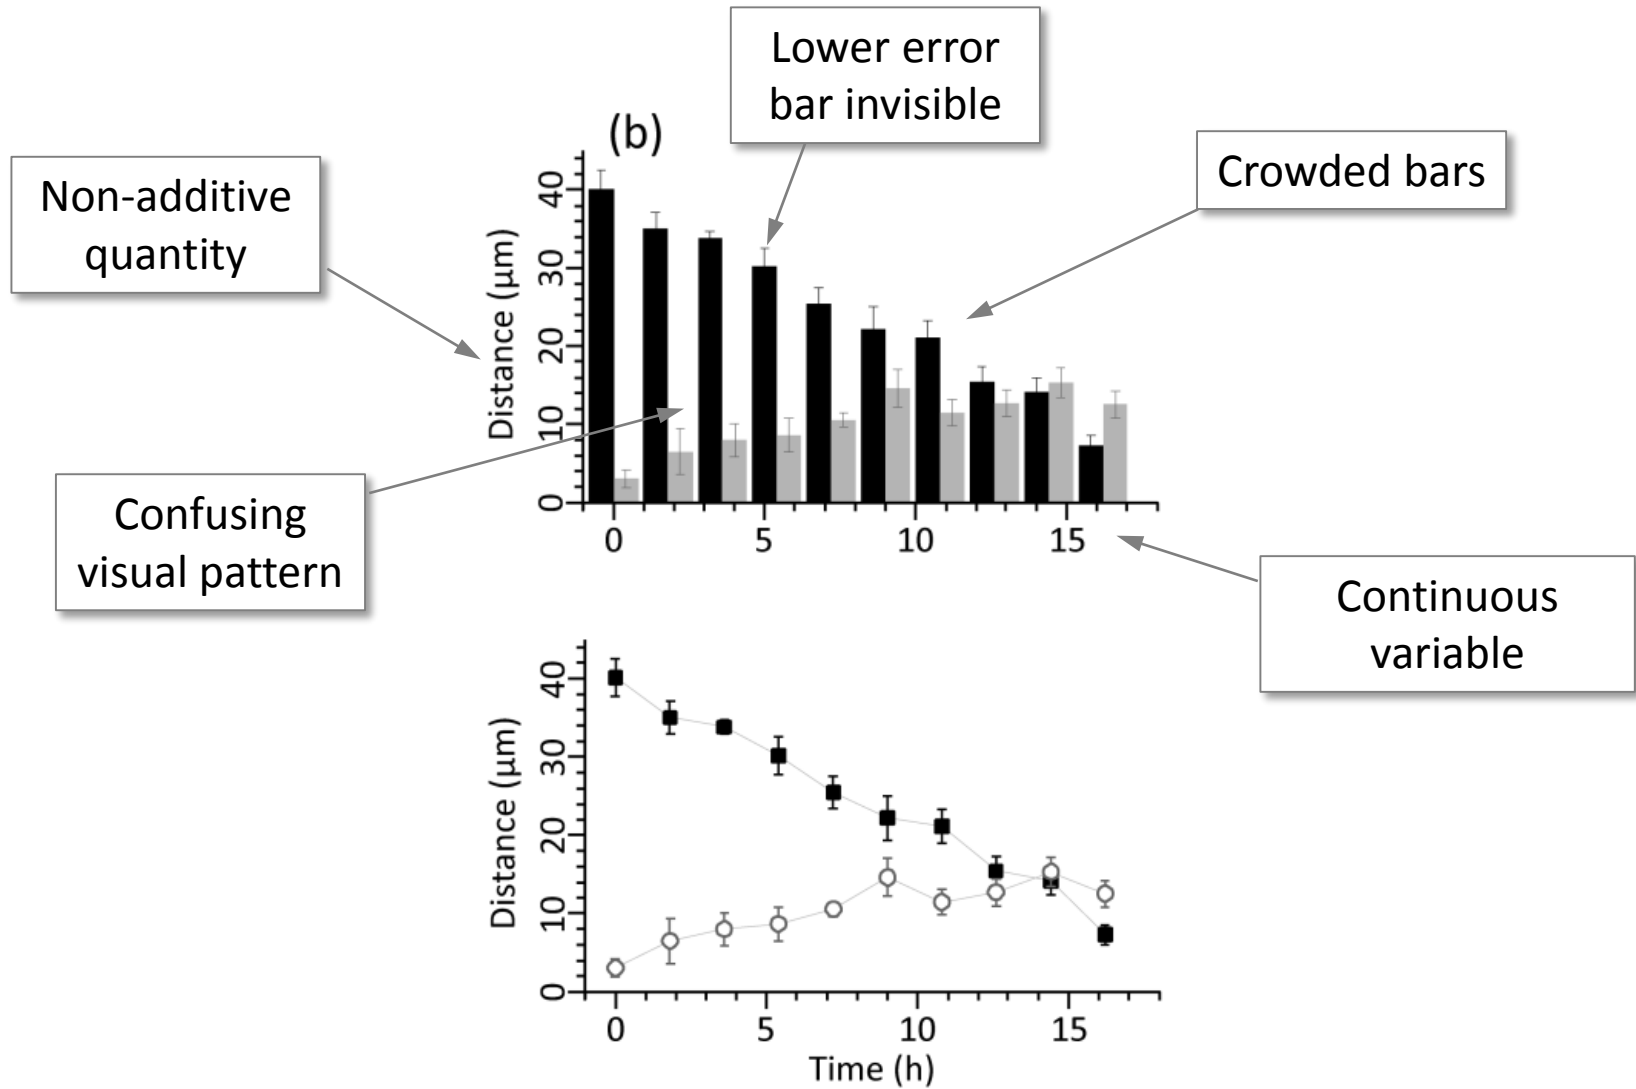 Lower error
bar invisible
(b)
Crowded bars
Non-additive
quantity
Distance (µm)
40
30
20
10
0
0 5 10 15
Confusing
visual pattern
Continuous
variable
Distance (µm)
40
30
20
10
0
0 5 10 15
Time (h)